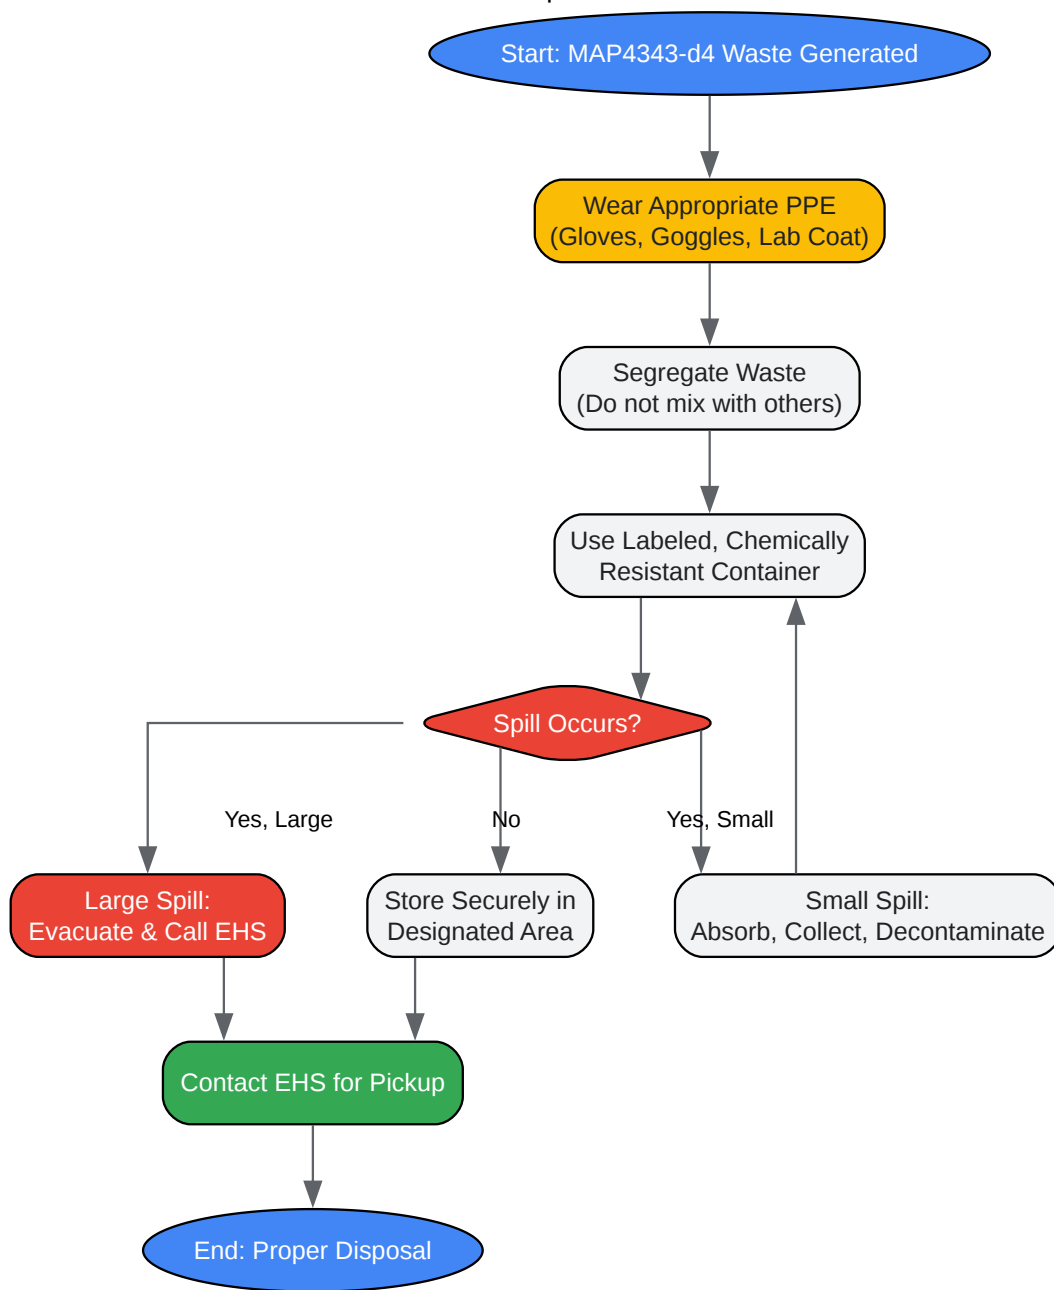 Start: MAP4343-d4 Waste Generated
Wear Appropriate PPE
(Gloves, Goggles, Lab Coat)
Segregate Waste
(Do not mix with others)
Use Labeled, Chemically
Resistant Container
Spill Occurs?
Yes, Large
No
Yes, Small
Large Spill:
Evacuate & Call EHS
Store Securely in
Designated Area
Small Spill:
Absorb, Collect, Decontaminate
Contact EHS for Pickup
End: Proper Disposal